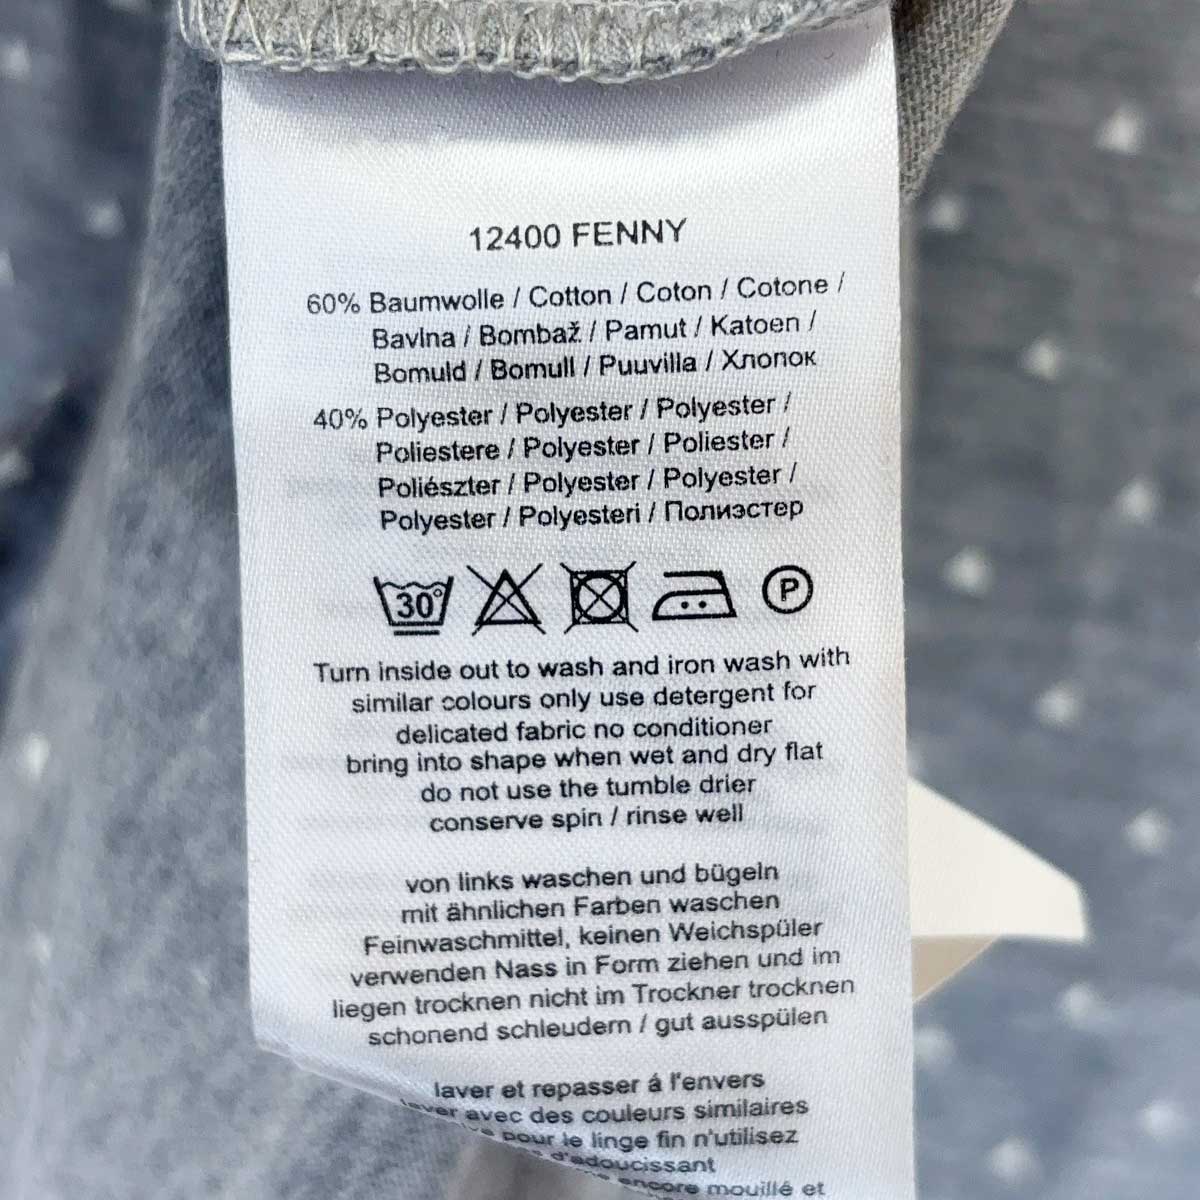 12400 FENNY
60% Baumwolle / Cotton / Coton / Cotone /
Bavlna / Bombaž / Pamut / Katoen /
Bomuld / Bomull / Puuvilla / Хлопок
40% Polyester / Polyester / Polyester /
Poliestere / Polyester / Poliester /
Poliészter / Polyester / Polyester /
Polyester / Polyesteri / Полиэстер
30°
P
Turn inside out to wash and iron wash with
similar colours only use detergent for
delicated fabric no conditioner
bring into shape when wet and dry flat
do not use the tumble drier
conserve spin / rinse well
von links waschen und bügeln
mit ähnlichen Farben waschen
Feinwaschmittel, keinen Weichspüler
verwenden Nass in Form ziehen und im
liegen trocknen nicht im Trockner trocknen
schonend schleudern / gut ausspülen
laver et repasser á l'envers
laver avec des couleurs similaires
pour le linge fin n'utilisez
d'adoucissant
encore mouillé et